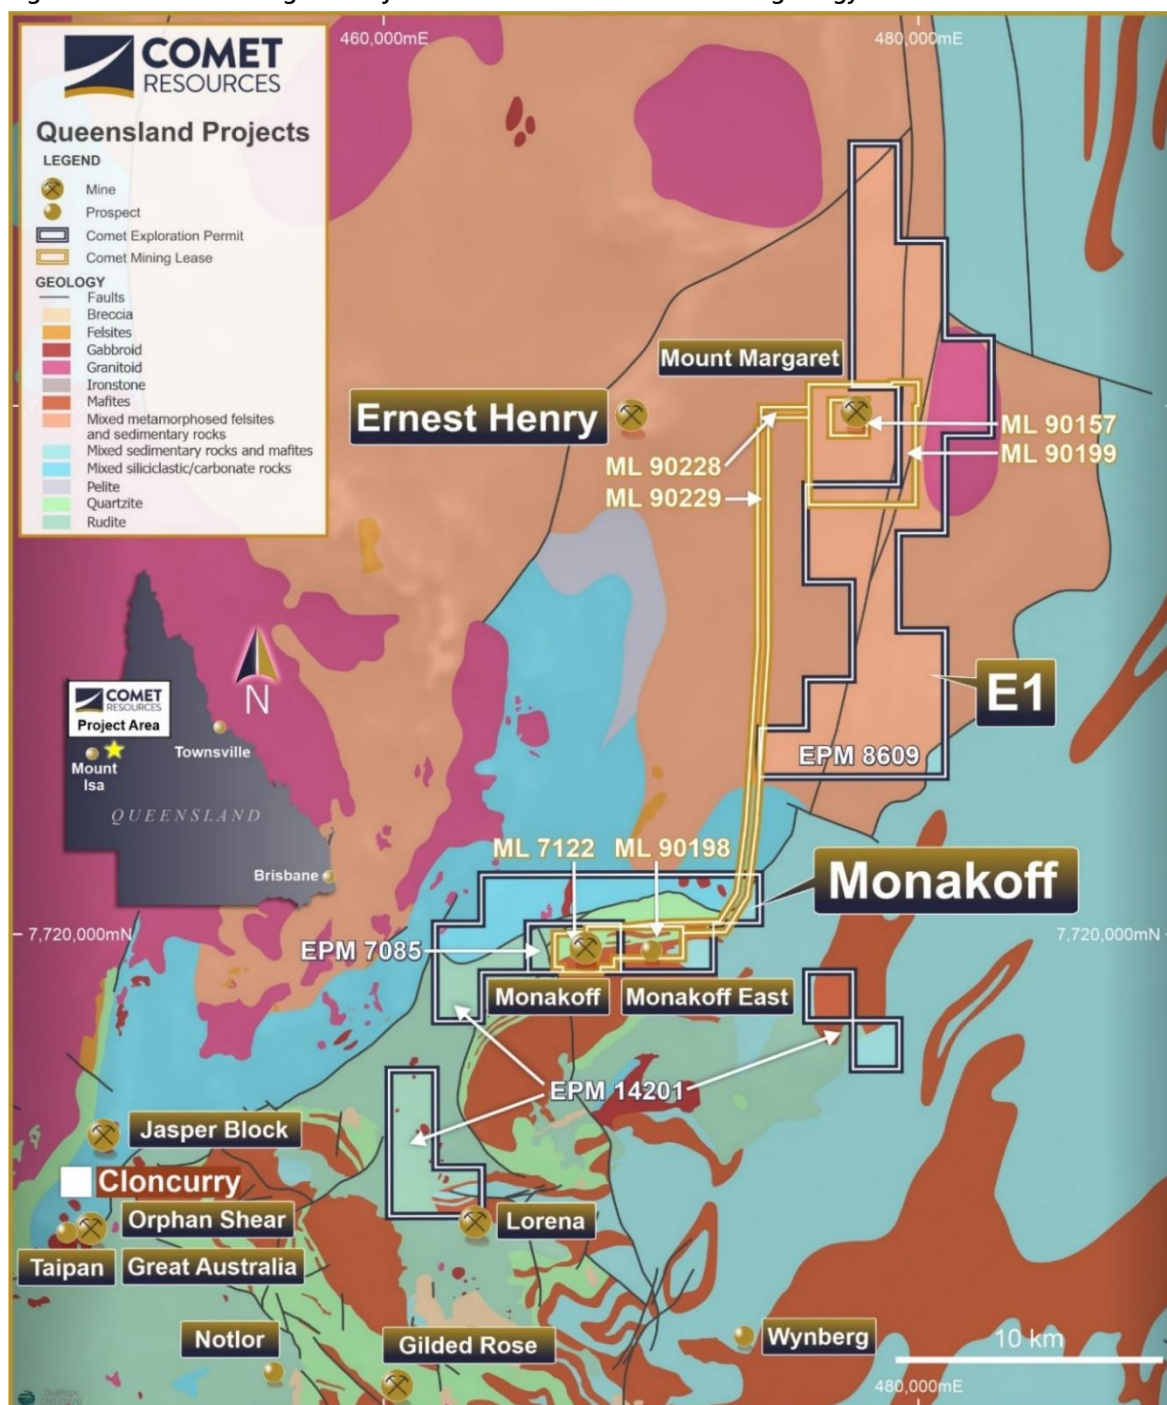 460,000mE
480,000mE
COMET
RESOURCES
Queensland Projects
LEGEND
Mine
Prospect
Comet Exploration Permit
Comet Mining Lease
GEOLOGY
Faults
Breccia
Felsites
Gabbroid
Granitoid
Ironstone
Mafites
Mixed metamorphosed felsites
and sedimentary rocks
Mixed sedimentary rocks and mafites
Mixed siliciclastic/carbonate rocks
Pelite
Quartzite
Rudite
Mount Margaret
Ernest Henry
ML 90157
ML 90199
ML 90228
ML 90229
N
E1
COMET
RESOURCES
Project Area
Townsville
Mount
Isa
QUEENSLAND
Brisbane
EPM 8609
ML 7122
ML 90198
Monakoff
7,720,000mN
7,720,000mN
EPM 7085
Monakoff
Monakoff East
EPM 14201
Jasper Block
Cloncurry
Orphan Shear
Lorena
Taipan
Great Australia
Notlor
Gilded Rose
Wynberg
10 km
480,000mE